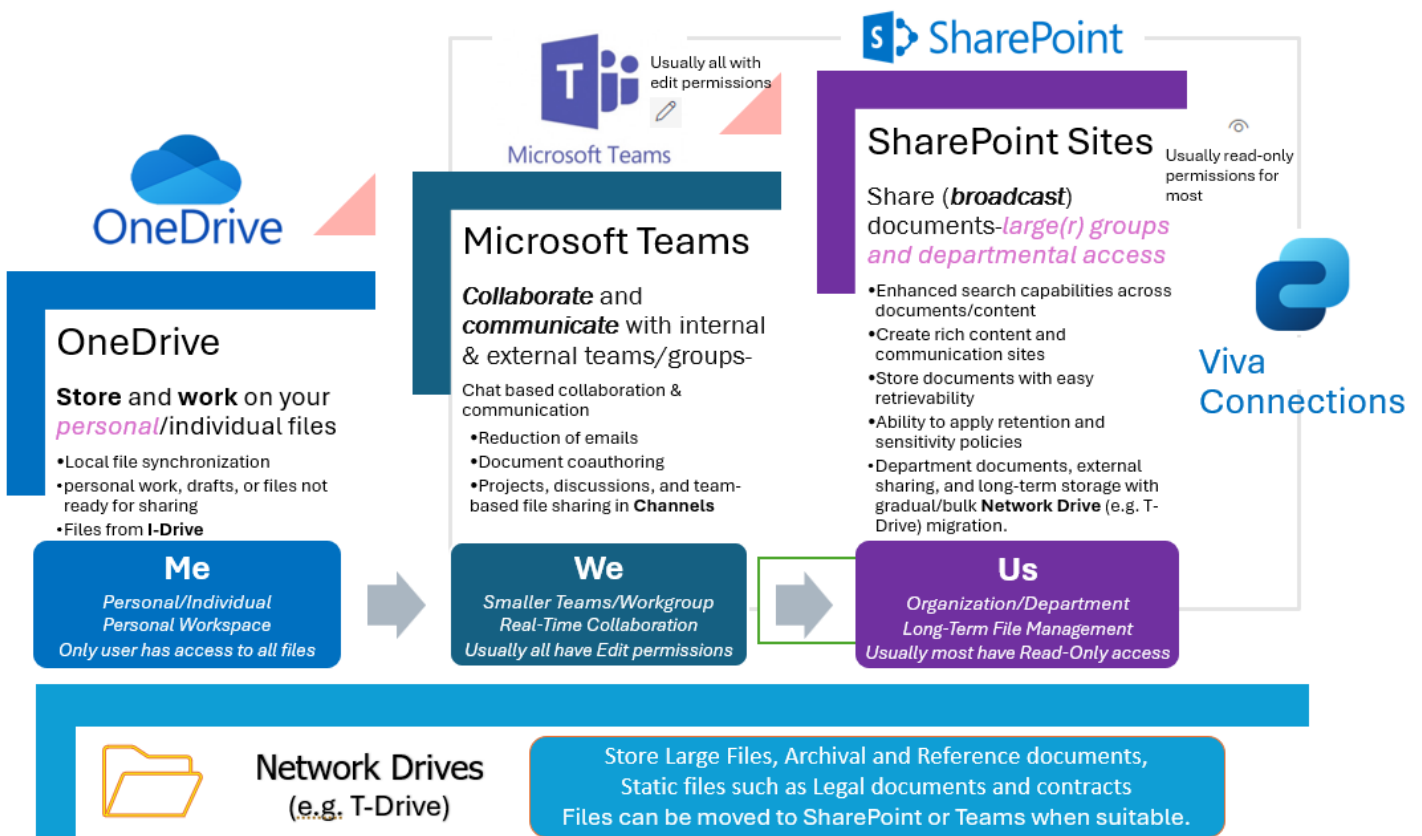 OneDrive
OneDrive
Store and work on your
personal/individual files
•Local file synchronization
•personal work, drafts, or files not
ready for sharing
•Files from I-Drive
Me
Personal/Individual
Personal Workspace
Only user has access to all files
T
Usually all with
edit permissions
Microsoft Teams
Microsoft Teams
Collaborate and
communicate with internal
& external teams/groups-
Chat based collaboration &
communication
•Reduction of emails
•Document coauthoring
•Projects, discussions, and team-
based file sharing in Channels
We
Smaller Teams/Workgroup
Real-Time Collaboration
Usually all have Edit permissions
S SharePoint
SharePoint Sites
Usually read-only
permissions for
most
Share (broadcast)
documents-large(r) groups
and departmental access
•Enhanced search capabilities across
documents/content
•Create rich content and
communication sites
•Store documents with easy
retrievability
•Ability to apply retention and
sensitivity policies
•Department documents, external
sharing, and long-term storage with
gradual/bulk Network Drive (e.g. T-
Drive) migration.
Us
Organization/Department
Long-Term File Management
Usually most have Read-Only access
Viva
Connections
Network Drives
(e.g. T-Drive)
Store Large Files, Archival and Reference documents,
Static files such as Legal documents and contracts
Files can be moved to SharePoint or Teams when suitable.